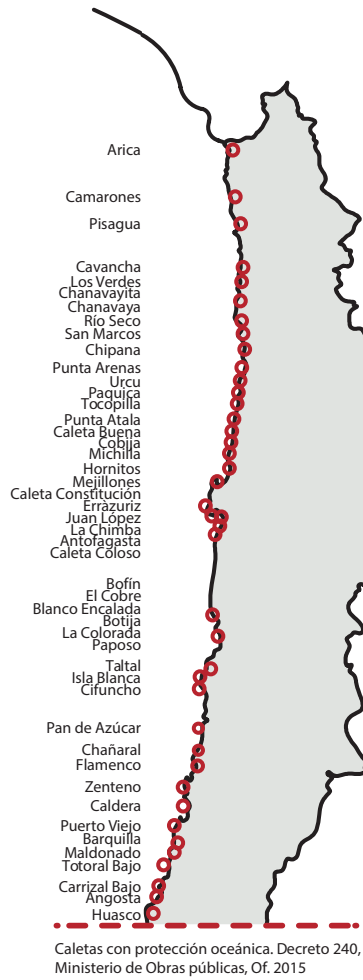 Arica
Camarones
Pisagua
Cavancha
Los Verdes
Chanavayita
Chanavaya
Río Seco
San Marcos
Chipana
Punta Arenas
Urcu
Paquica
Tocopilla
Punta Atala
Caleta Buena
Cobija
Michilla
Hornitos
Mejillones
Caleta Constitución
Erràzuriz
Juan López
La Chimba
Antofagasta
Caleta Coloso
Bofín
El Cobre
Blanco Encalada
Botija
La Colorada
Paposo
Taltal
Isla Blanca
Cifuncho
Pan de Azúcar
Chañaral
Flamenco
Zenteno
Caldera
Puerto Viejo
Barquilla
Maldonado
Totoral Bajo
Carrizal Bajo
Angosta
Huasco
Caletas con protección oceánica. Decreto 240,
Ministerio de Obras públicas, Of. 2015